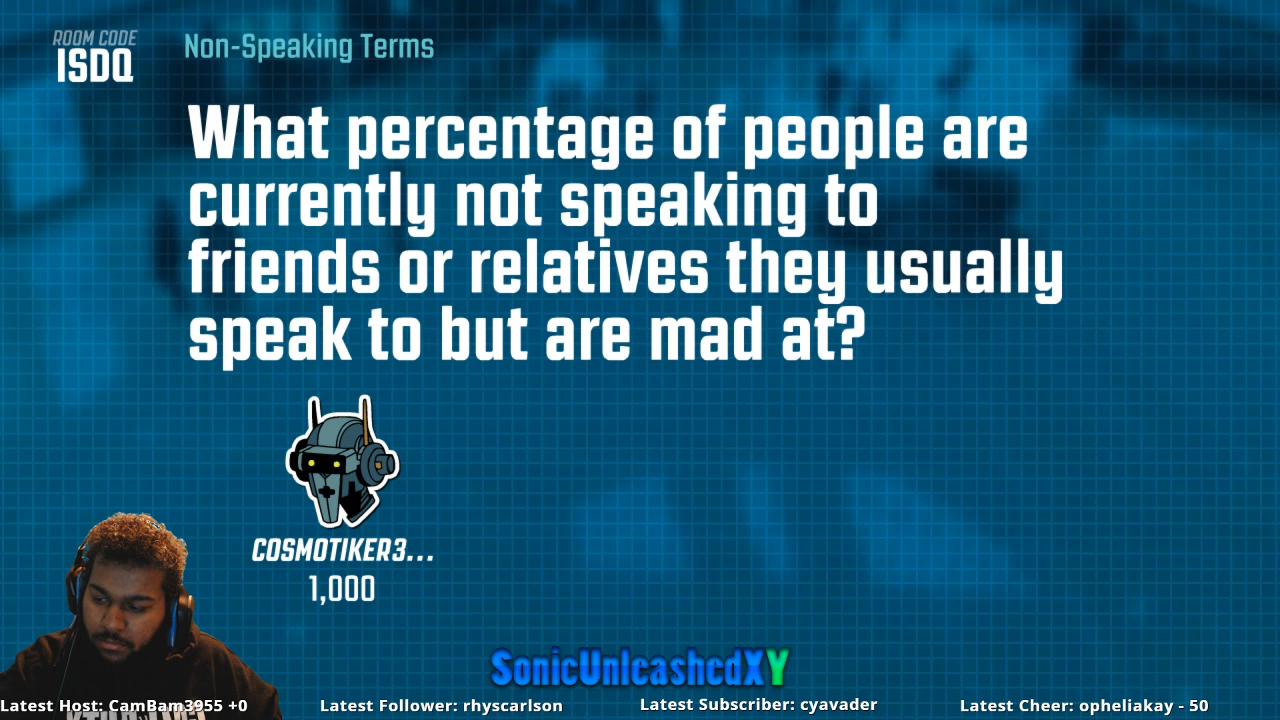 ROOM CODE
ISDQ
Non-Speaking Terms
What percentage of people are
currently not speaking to
friends or relatives they usually
speak to but are mad at?
COSMOTIKER3...
1,000
SonicUnleashedXY
Latest Host: CamBam3955 +0
Latest Follower: rhyscarlson
Latest Subscriber: cyavader
Latest Cheer: opheliakay - 50